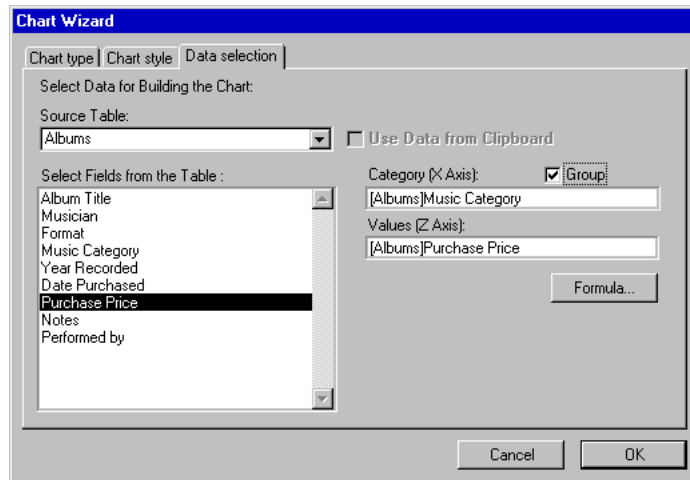 Chart Wizard
Chart type Chart style Data selection
Select Data for Building the Chart:
Source Table:
Albums
Use Data from Clipboard
Select Fields from the Table :
Album Title
Musician
Format
Music Category
Year Recorded
Date Purchased
Purchase Price
Notes
Performed by
Category (X Axis): Group
[Albums]Music Category
Values (Z Axis):
[Albums]Purchase Price
Formula...
Cancel OK